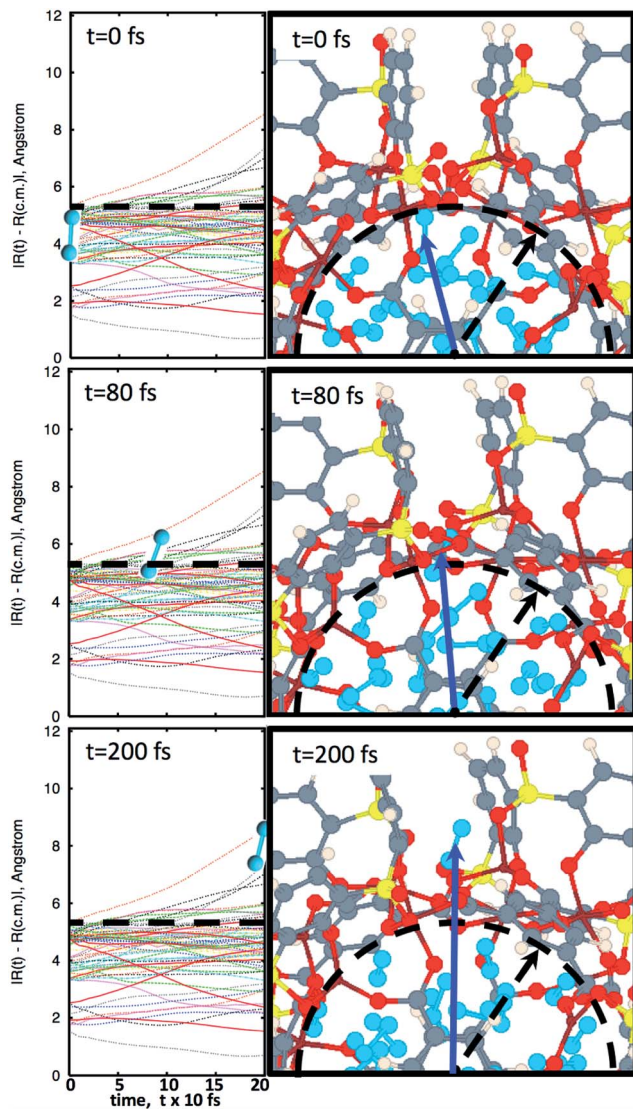 12
10
8
6
4
2
0
t=0 fs
t=0 fs
IR(t) - R(c.m.)l, Angstrom
12
10
8
6
4
2
0
t=80 fs
t=80 fs
IR(t) - R(c.m.)l, Angstrom
12
10
8
6
4
2
0
t=200 fs
t=200 fs
IR(t) - R(c.m.)l, Angstrom
0 5 10 15 20
time, t x 10 fs